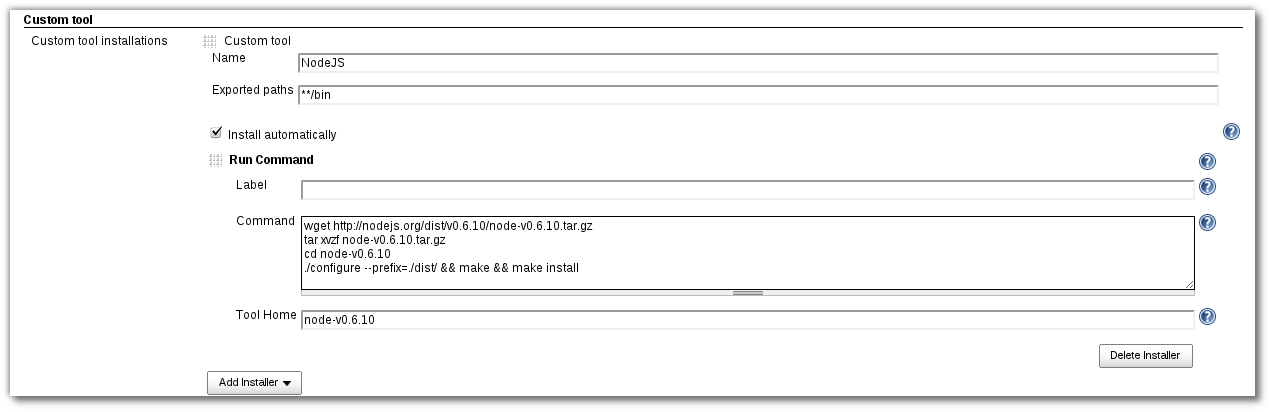 Custom tool
Custom tool installations
Custom tool
Name
NodeJS
Exported paths
**/bin
Install automatically
?
Run Command
?
Label
?
Command
wget http://nodejs.org/dist/v0.6.10/node-v0.6.10.tar.gz
tar xvzf node-v0.6.10.tar.gz
cd node-v0.6.10
./configure --prefix=./dist/ && make && make install
?
Tool Home
node-v0.6.10
?
Delete Installer
Add Installer